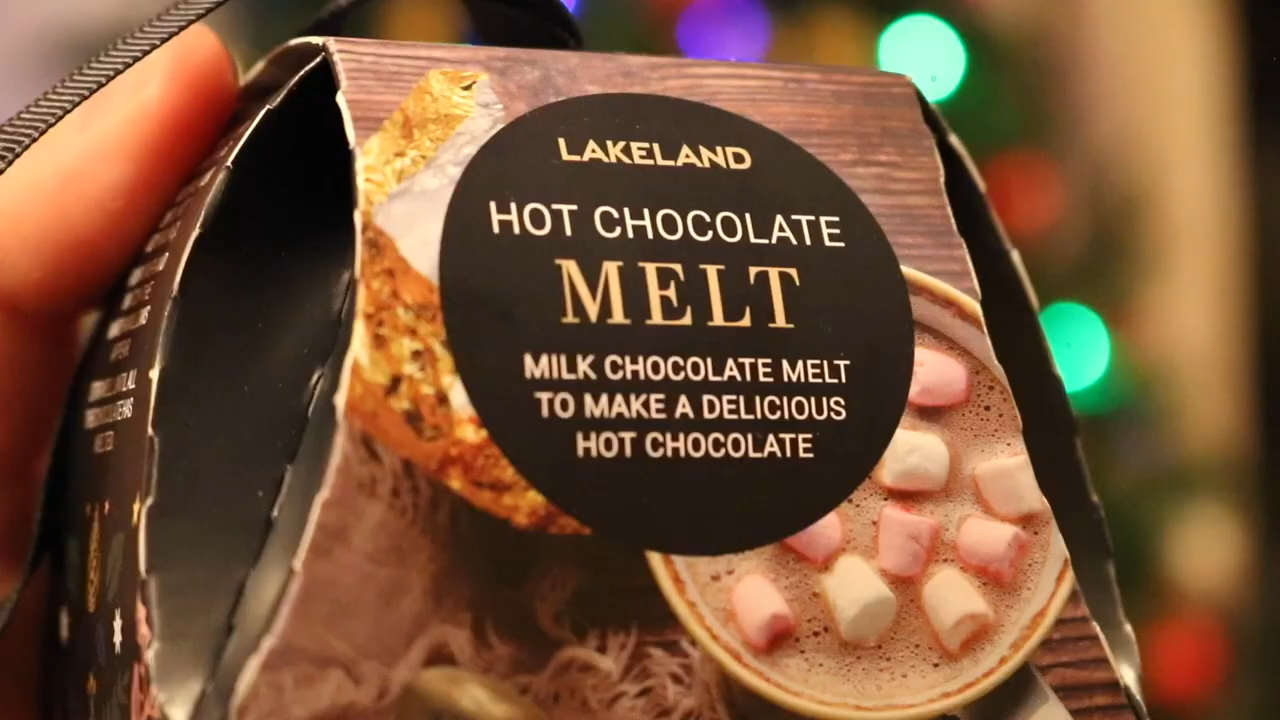 LAKELAND
HOT CHOCOLATE
MELT
MILK CHOCOLATE MELT
TO MAKE A DELICIOUS
HOT CHOCOLATE